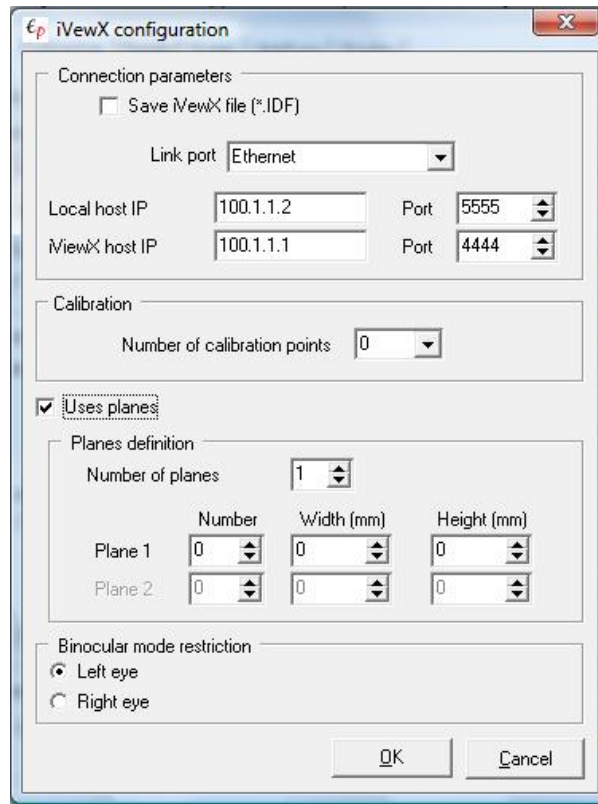 εp iVewX configuration
Connection parameters
Save iVewX file (*.IDF)
Link port Ethernet
Local host IP 100.1.1.2 Port 5555
iViewX host IP 100.1.1.1 Port 4444
Calibration
Number of calibration points 0
Uses planes
Planes definition
Number of planes 1
Number Width (mm) Height (mm)
Plane 1 0 0 0
Plane 2 0 0 0
Binocular mode restriction
Left eye
Right eye
OK Cancel